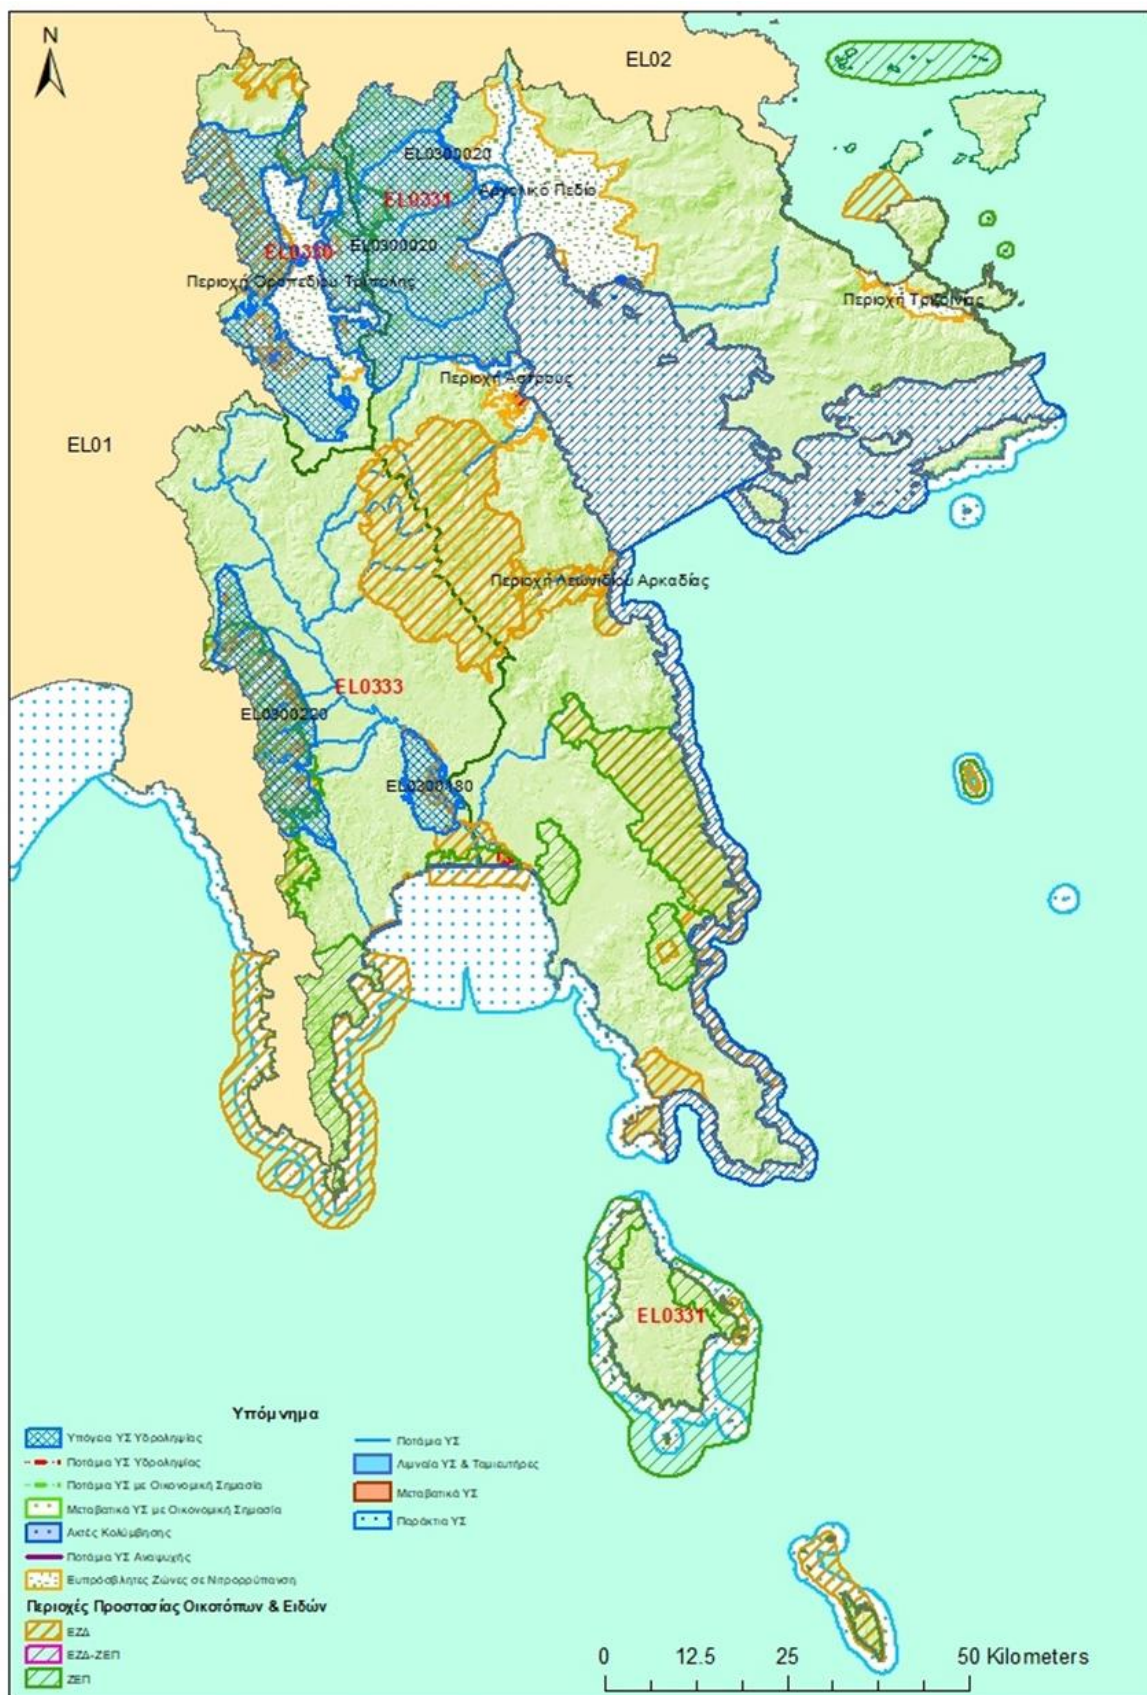 N
EL02
EL0300020
EL0331
Αργολικό Πεδίο
EL0330
EL0300020
Περιοχή Οροπεδίου Τρίπολης
Περιοχή Τροιζινίας
Περιοχή Άστρους
EL01
Περιοχή Λεωνιδίου Αρκαδίας
EL0333
EL0300220
EL0300180
EL0331
Υπόμνημα
Υπόγεια ΥΣ Υδροληψίας
Ποτάμια ΥΣ Υδροληψίας
Ποτάμια ΥΣ με Οικονομική Σημασία
Μεταβατικά ΥΣ με Οικονομική Σημασία
Ακτές Κολύμβησης
Ποτάμια ΥΣ Αναψυχής
Ευπρόσβλητες Ζώνες σε Νιτρορρύπανση
Περιοχές Προστασίας Οικοτόπων & Ειδών
ΕΖΔ
ΕΖΔ-ΖΕΠ
ΖΕΠ
Ποτάμια ΥΣ
Λιμναία ΥΣ & Ταμιευτήρες
Μεταβατικά ΥΣ
Παράκτια ΥΣ
0 12.5 25 50 Kilometers